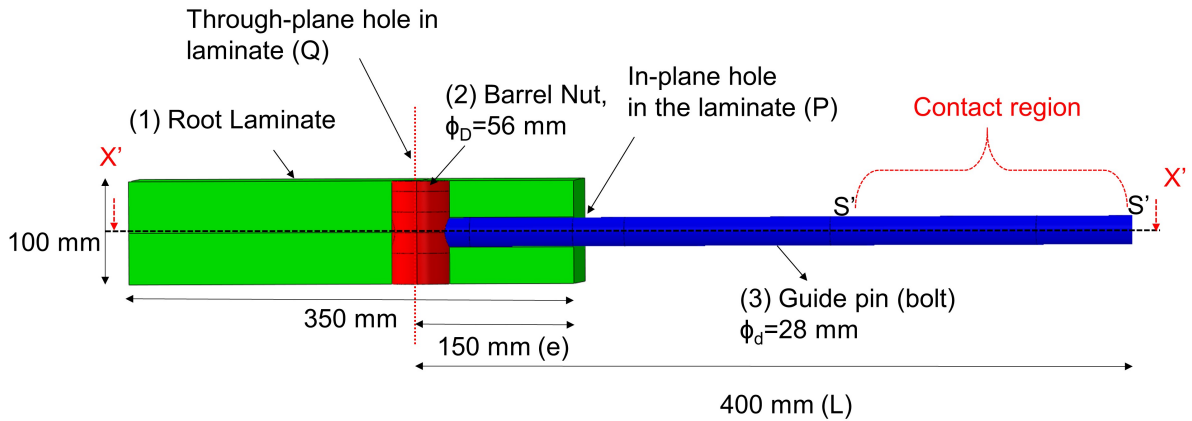 Through-plane hole in
laminate (Q)
(2) Barrel Nut,
ϕD=56 mm
In-plane hole
in the laminate (P)
Contact region
(1) Root Laminate
X’
X’
S’
S’
100 mm
(3) Guide pin (bolt)
ϕd=28 mm
350 mm
150 mm (e)
400 mm (L)